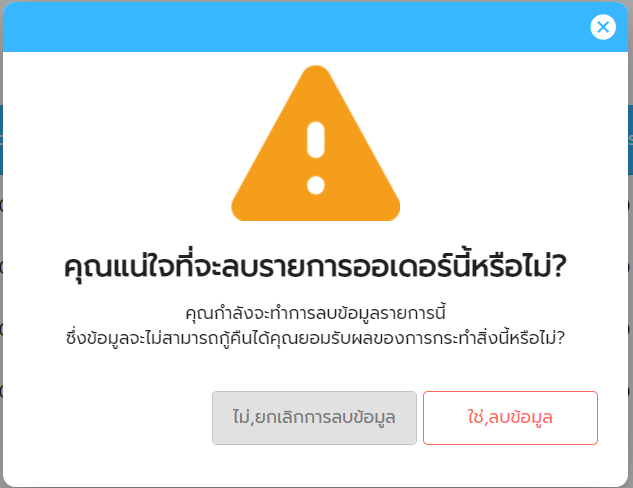 คุณแน่ใจที่จะลบรายการออเดอร์นี้หรือไม่?
คุณกำลังจะทำการลบข้อมูลรายการนี้
ซึ่งข้อมูลจะไม่สามารถกู้คืนได้คุณยอมรับผลของการกระทำสิ่งนี้หรือไม่?
ไม่,ยกเลิกการลบข้อมูล
ใช่,ลบข้อมูล